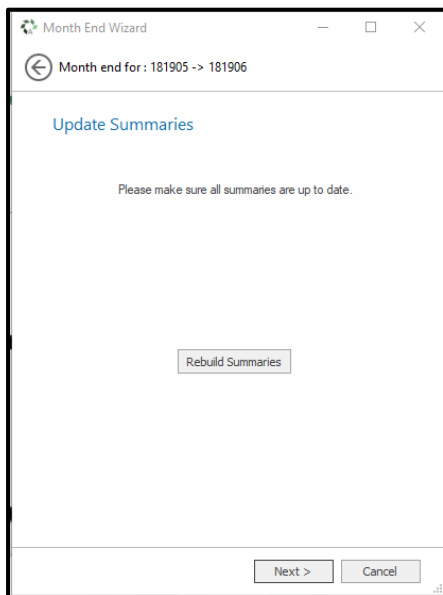 Month End Wizard
Month end for : 181905 -> 181906
Update Summaries
Please make sure all summaries are up to date.
Rebuild Summaries
Next >
Cancel